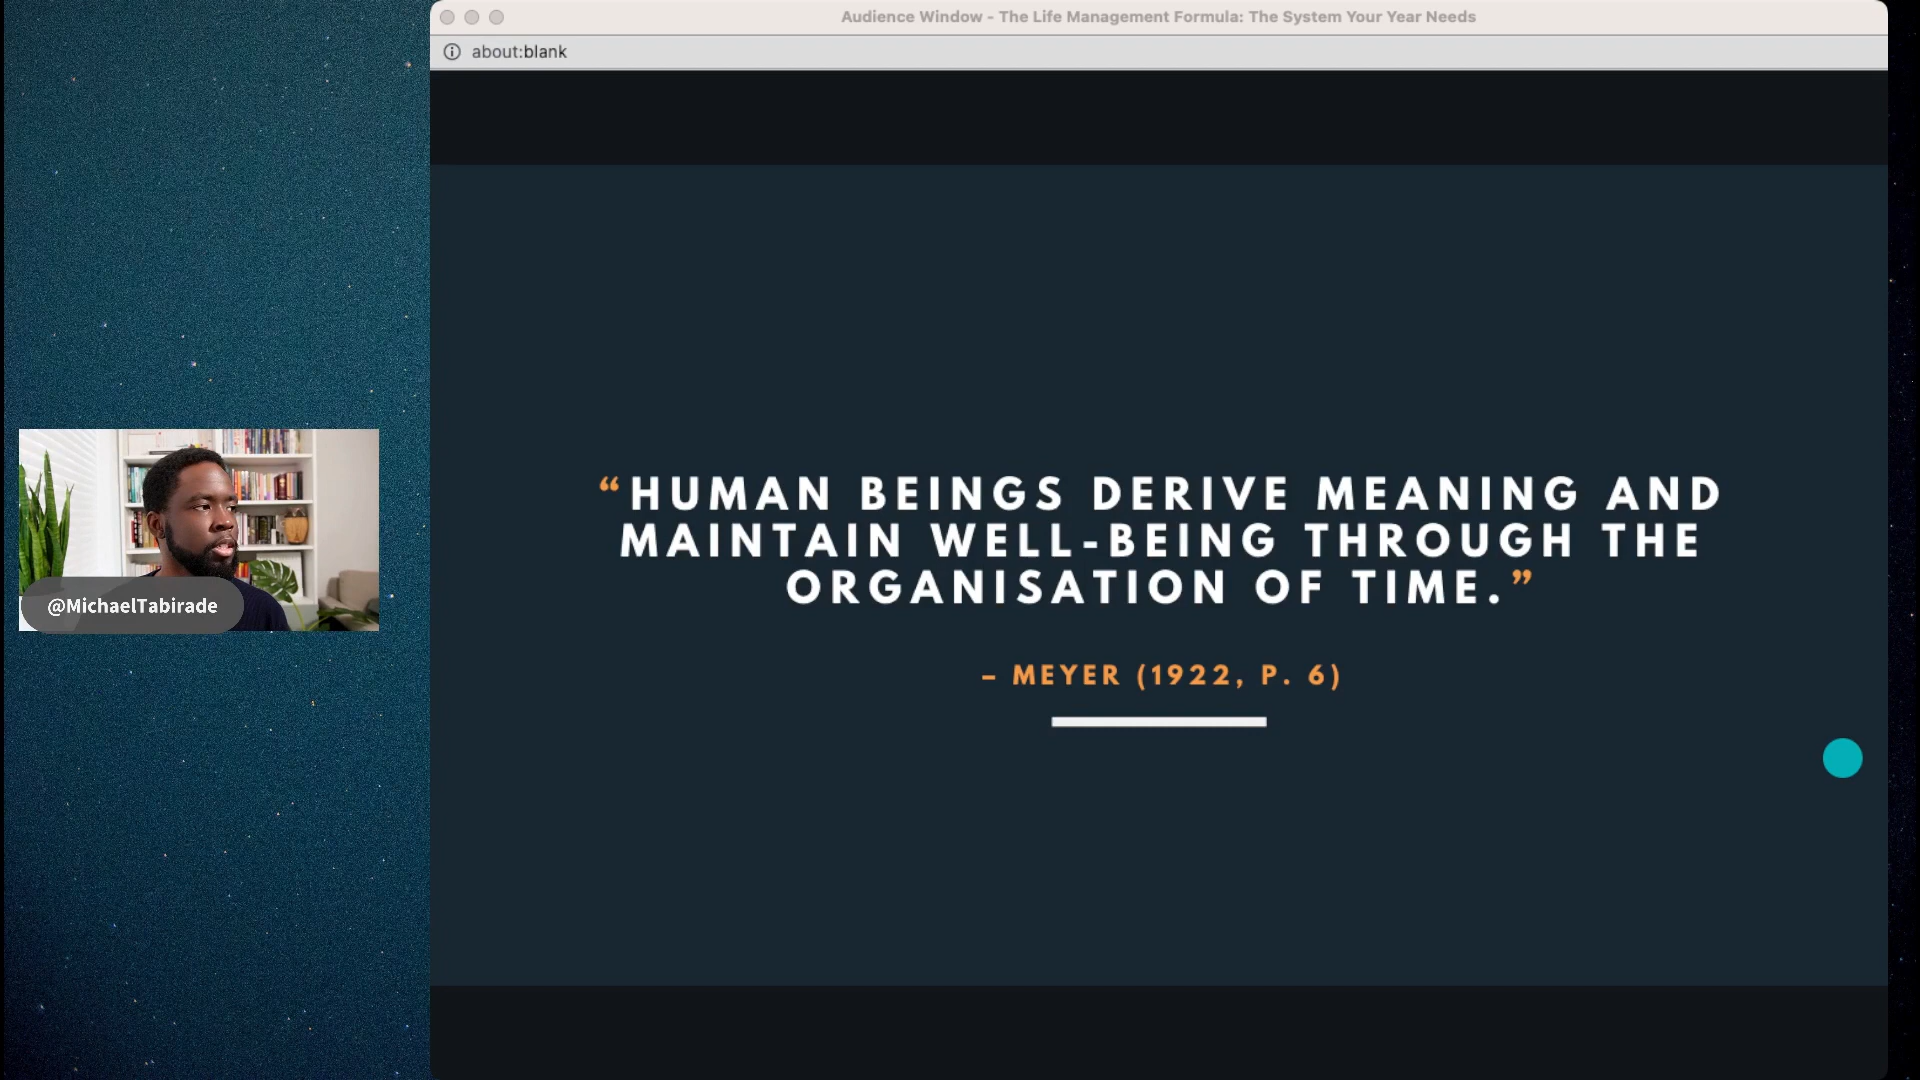 Audience Window - The Life Management Formula: The System Your Year Needs
about:blank
“HUMAN BEINGS DERIVE MEANING AND
MAINTAIN WELL-BEING THROUGH THE
ORGANISATION OF TIME.”
– MEYER (1922, P. 6)
@MichaelTabirade